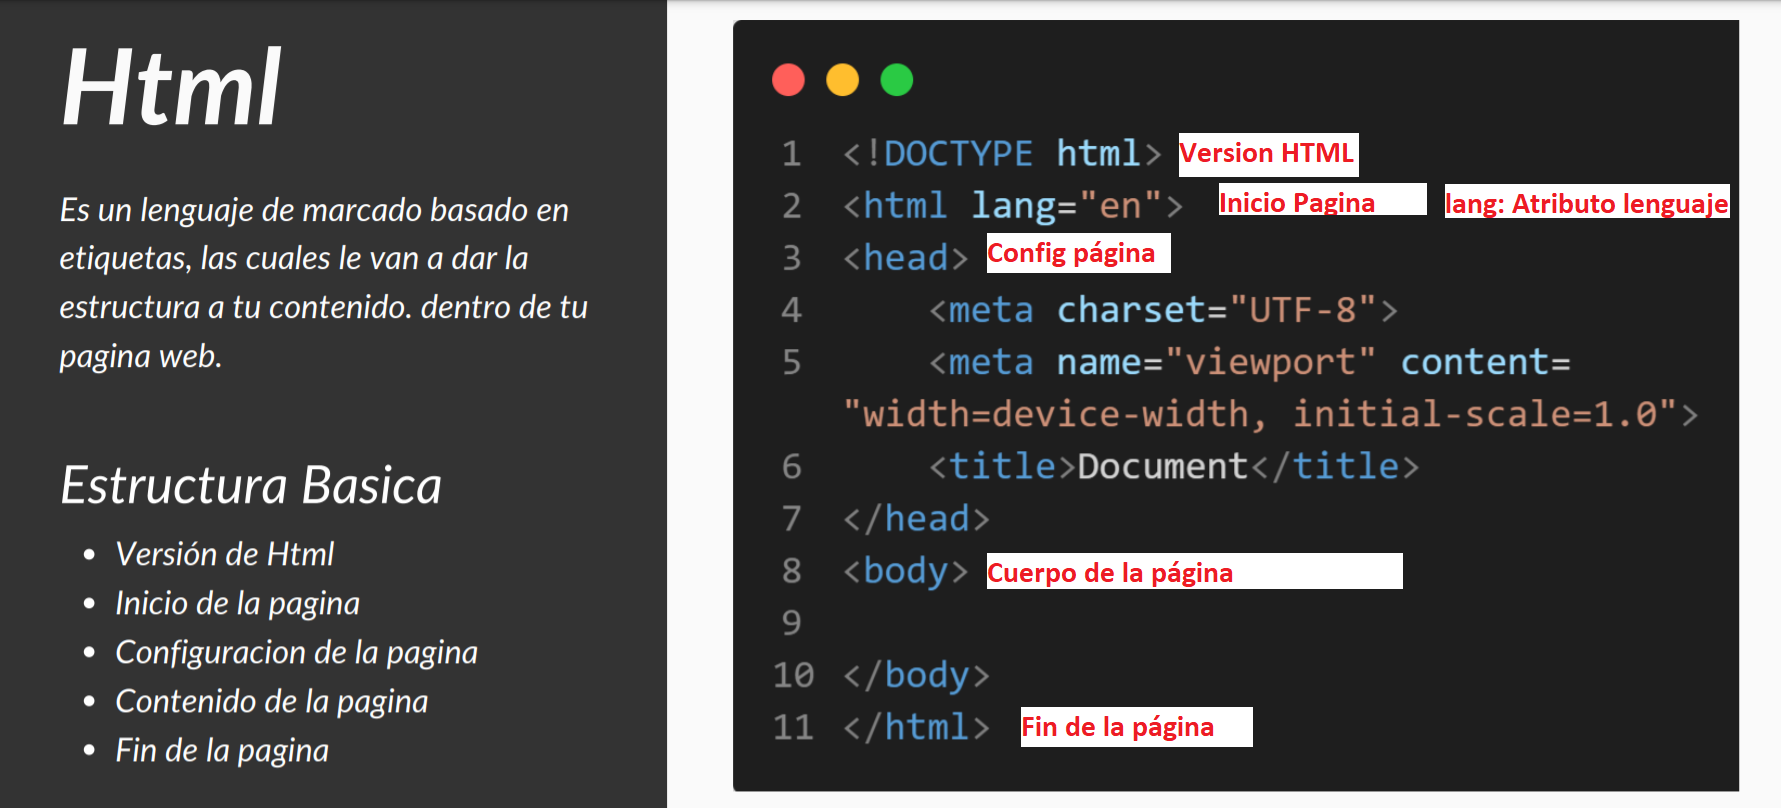 Html
Es un lenguaje de marcado basado en
etiquetas, las cuales le van a dar la
estructura a tu contenido. dentro de tu
pagina web.
Estructura Basica
• Versión de Html
• Inicio de la pagina
• Configuracion de la pagina
• Contenido de la pagina
• Fin de la pagina
1 <!DOCTYPE html> Version HTML
2 <html lang="en"> Inicio Pagina lang: Atributo lenguaje
3 <head> Config página
4 <meta charset="UTF-8">
5 <meta name="viewport" content=
"width=device-width, initial-scale=1.0">
6 <title>Document</title>
7 </head>
8 <body> Cuerpo de la página
9
10 </body>
11 </html> Fin de la página